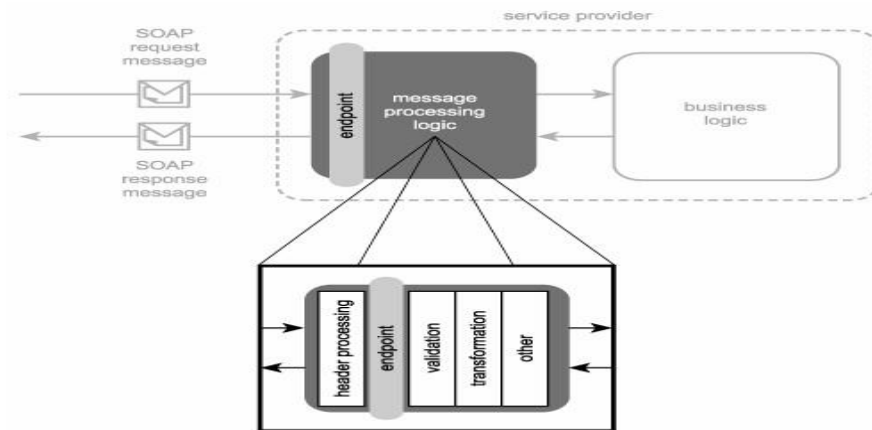 service provider
SOAP
request
message
endpoint
message
processing
logic
business
logic
SOAP
response
message
header processing
endpoint
validation
transformation
other